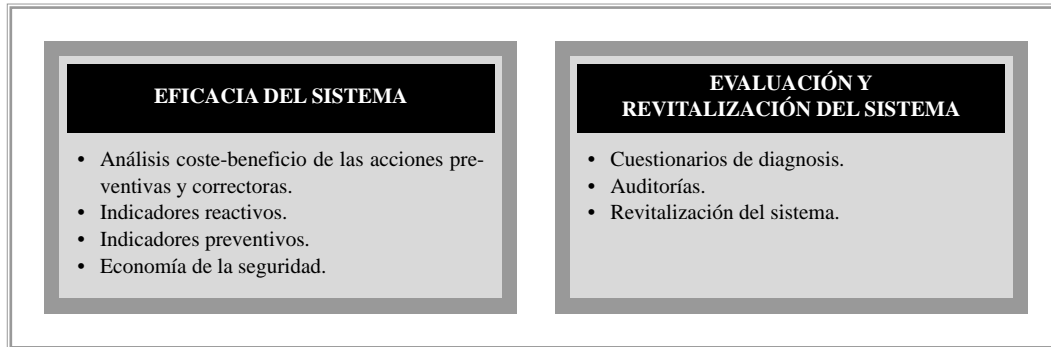 EFICACIA DEL SISTEMA
• Análisis coste-beneficio de las acciones pre-
ventivas y correctoras.
• Indicadores reactivos.
• Indicadores preventivos.
• Economía de la seguridad.
EVALUACIÓN Y
REVITALIZACIÓN DEL SISTEMA
• Cuestionarios de diagnosis.
• Auditorías.
• Revitalización del sistema.